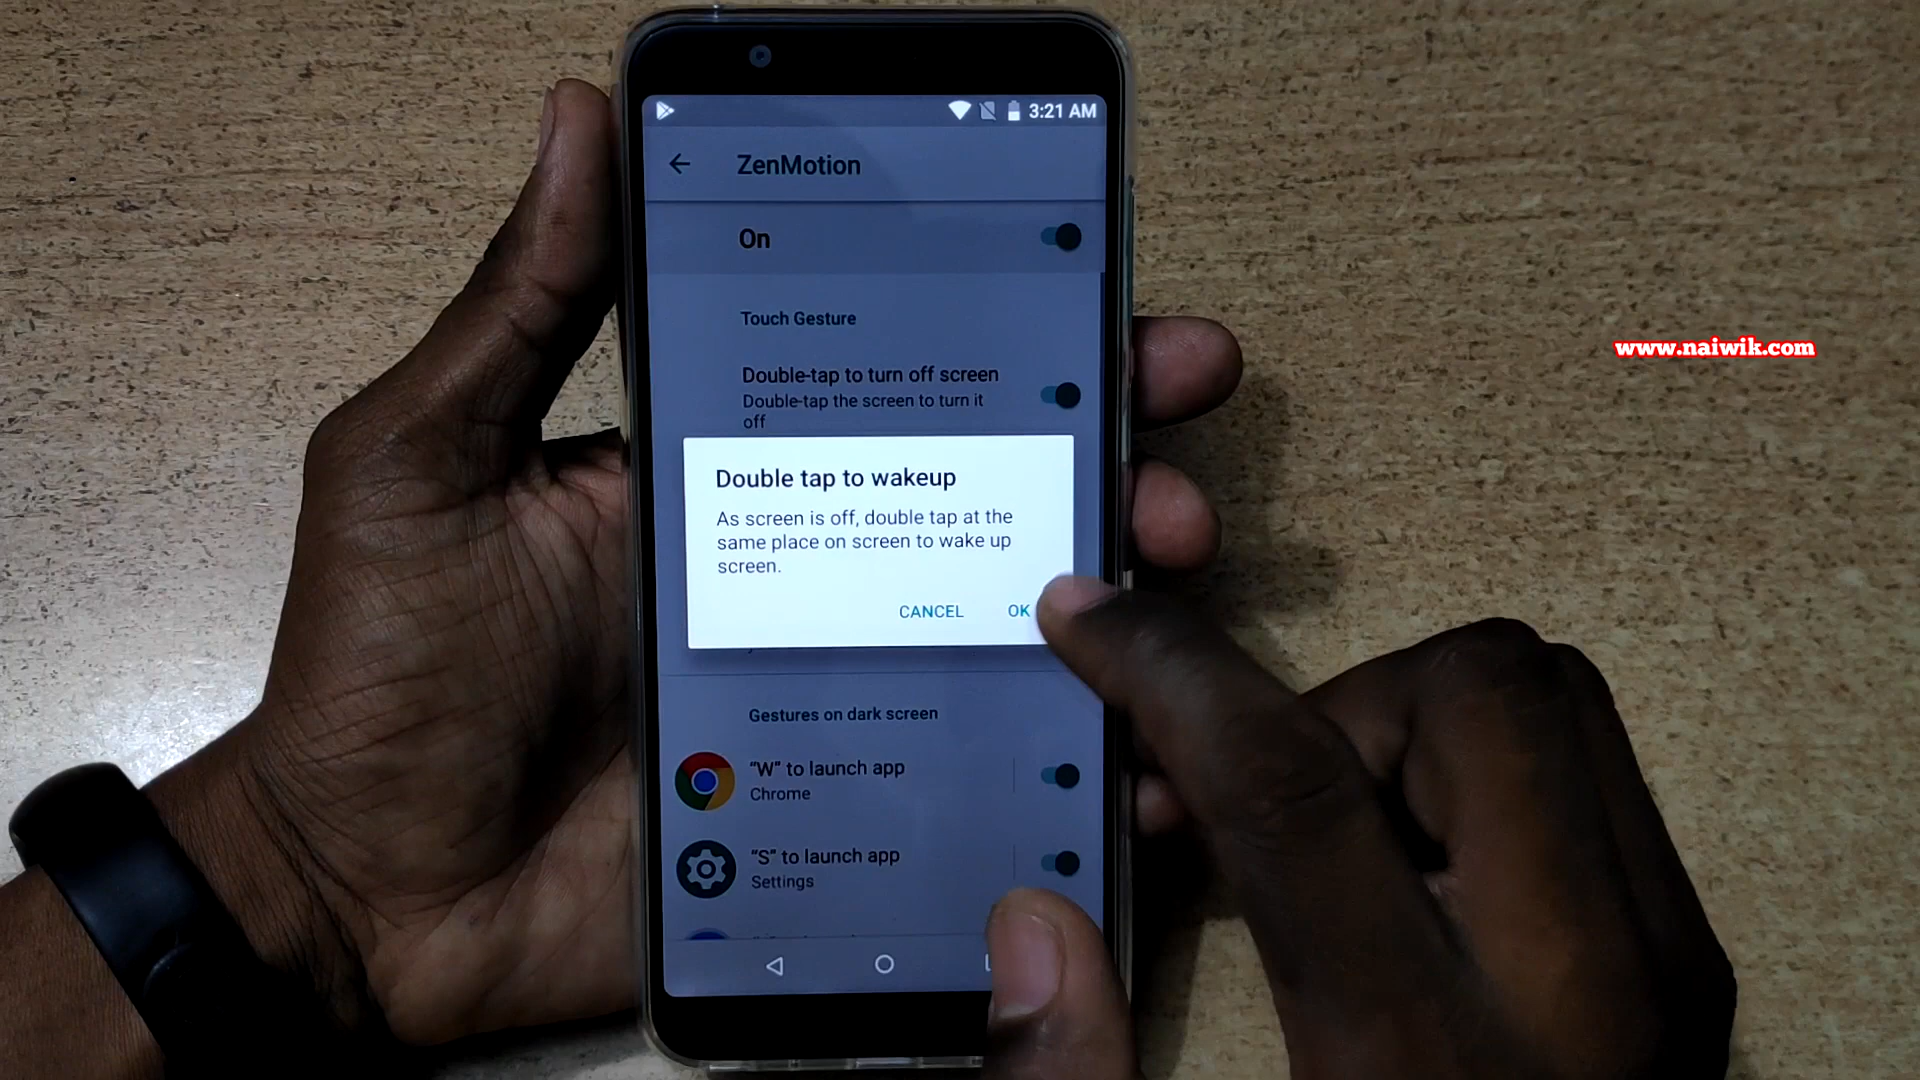 3:21 AM
ZenMotion
On
Touch Gesture
Double-tap to turn off screen
Double-tap the screen to turn it
off
www.naiwik.com
Double tap to wakeup
As screen is off, double tap at the
same place on screen to wake up
screen.
CANCEL OK
Gestures on dark screen
"W" to launch app
Chrome
"S" to launch app
Settings